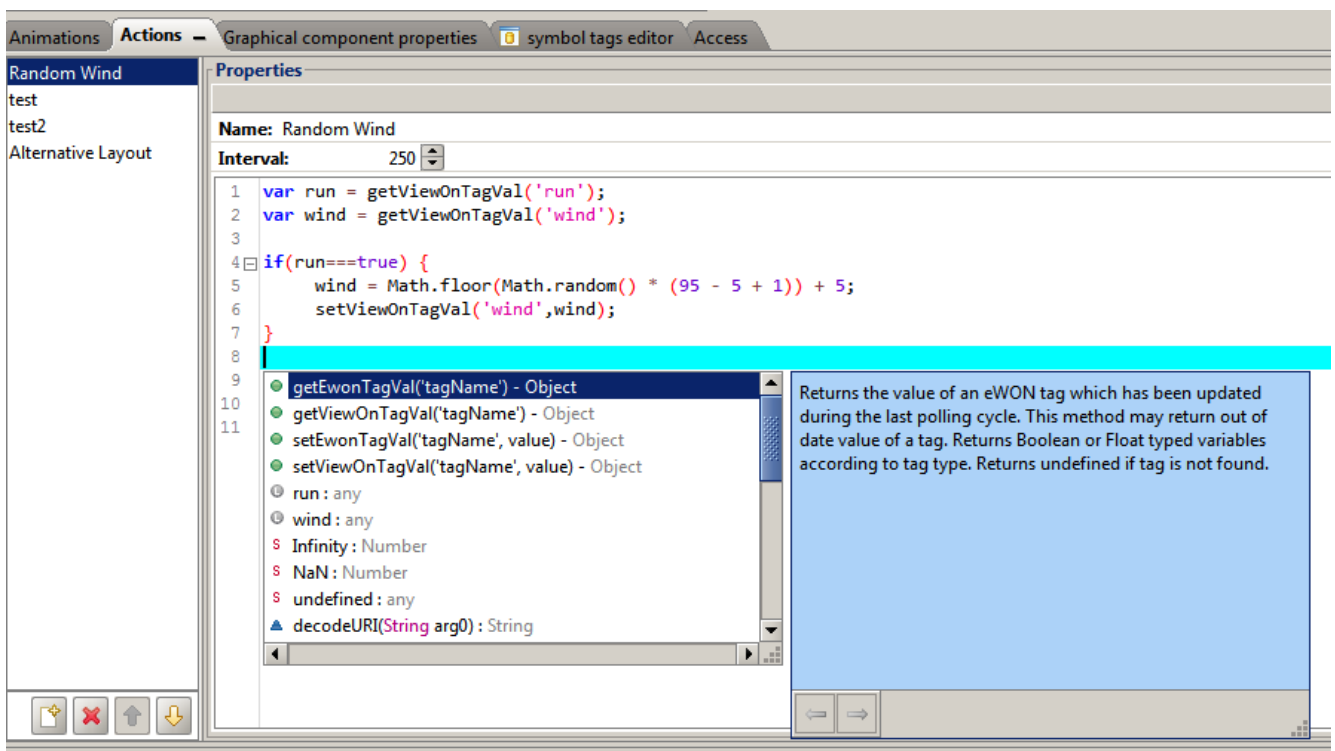 Animations Actions Graphical component properties symbol tags editor Access
Random Wind
test
test2
Alternative Layout
Properties
Name: Random Wind
Interval: 250
1 var run = getViewOnTagVal('run');
2 var wind = getViewOnTagVal('wind');
3
4 if(run===true) {
5 wind = Math.floor(Math.random() * (95 - 5 + 1)) + 5;
6 setViewOnTagVal('wind',wind);
7 }
8
9
10
11
getEwonTagVal('tagName') - Object
getViewOnTagVal('tagName') - Object
setEwonTagVal('tagName', value) - Object
setViewOnTagVal('tagName', value) - Object
L run : any
L wind : any
S Infinity : Number
S NaN : Number
S undefined : any
decodeURI(String arg0) : String
Returns the value of an eWON tag which has been updated
during the last polling cycle. This method may return out of
date value of a tag. Returns Boolean or Float typed variables
according to tag type. Returns undefined if tag is not found.